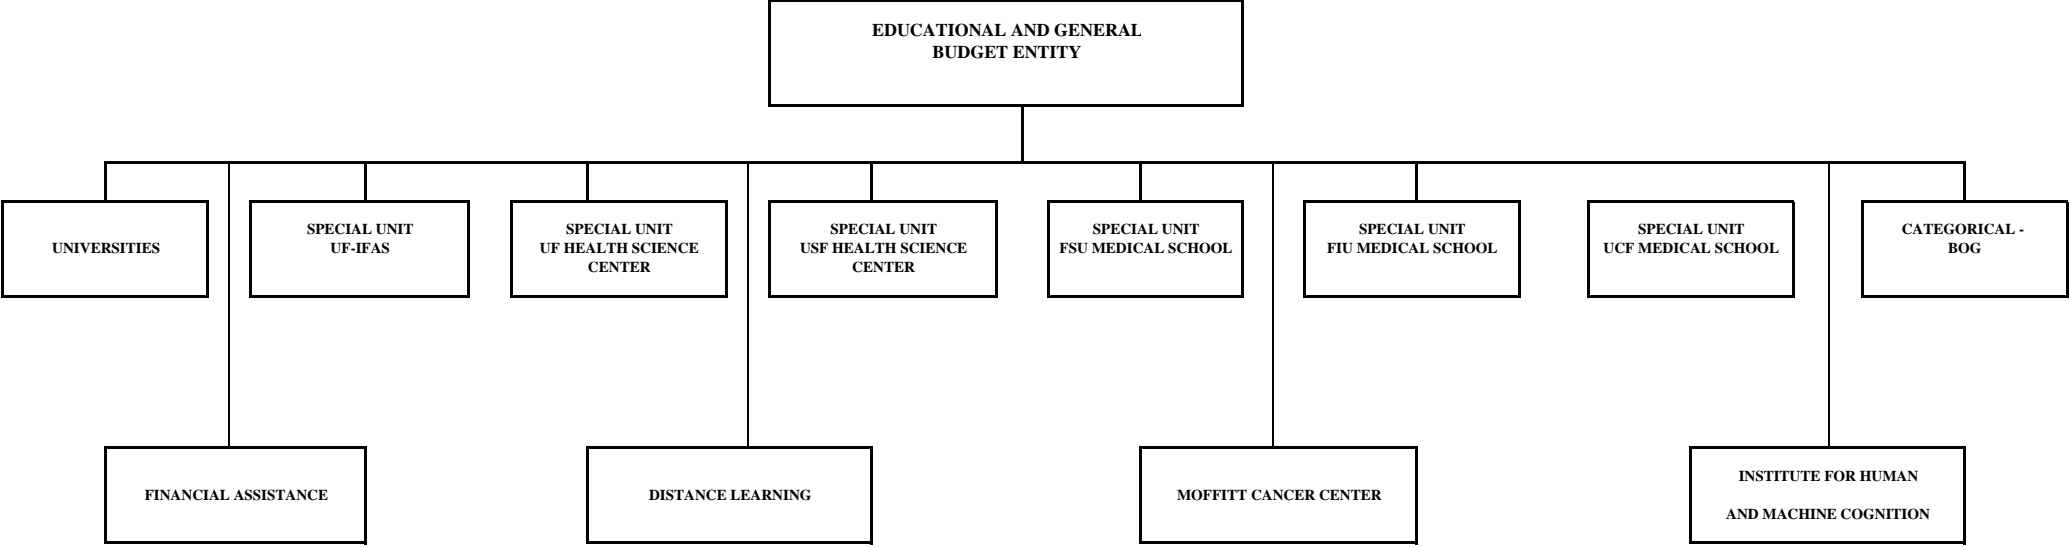 EDUCATIONAL AND GENERAL
BUDGET ENTITY
UNIVERSITIES
SPECIAL UNIT
UF-IFAS
SPECIAL UNIT
UF HEALTH SCIENCE
CENTER
SPECIAL UNIT
USF HEALTH SCIENCE
CENTER
SPECIAL UNIT
FSU MEDICAL SCHOOL
SPECIAL UNIT
FIU MEDICAL SCHOOL
SPECIAL UNIT
UCF MEDICAL SCHOOL
CATEGORICAL -
BOG
FINANCIAL ASSISTANCE
DISTANCE LEARNING
MOFFITT CANCER CENTER
INSTITUTE FOR HUMAN
AND MACHINE COGNITION